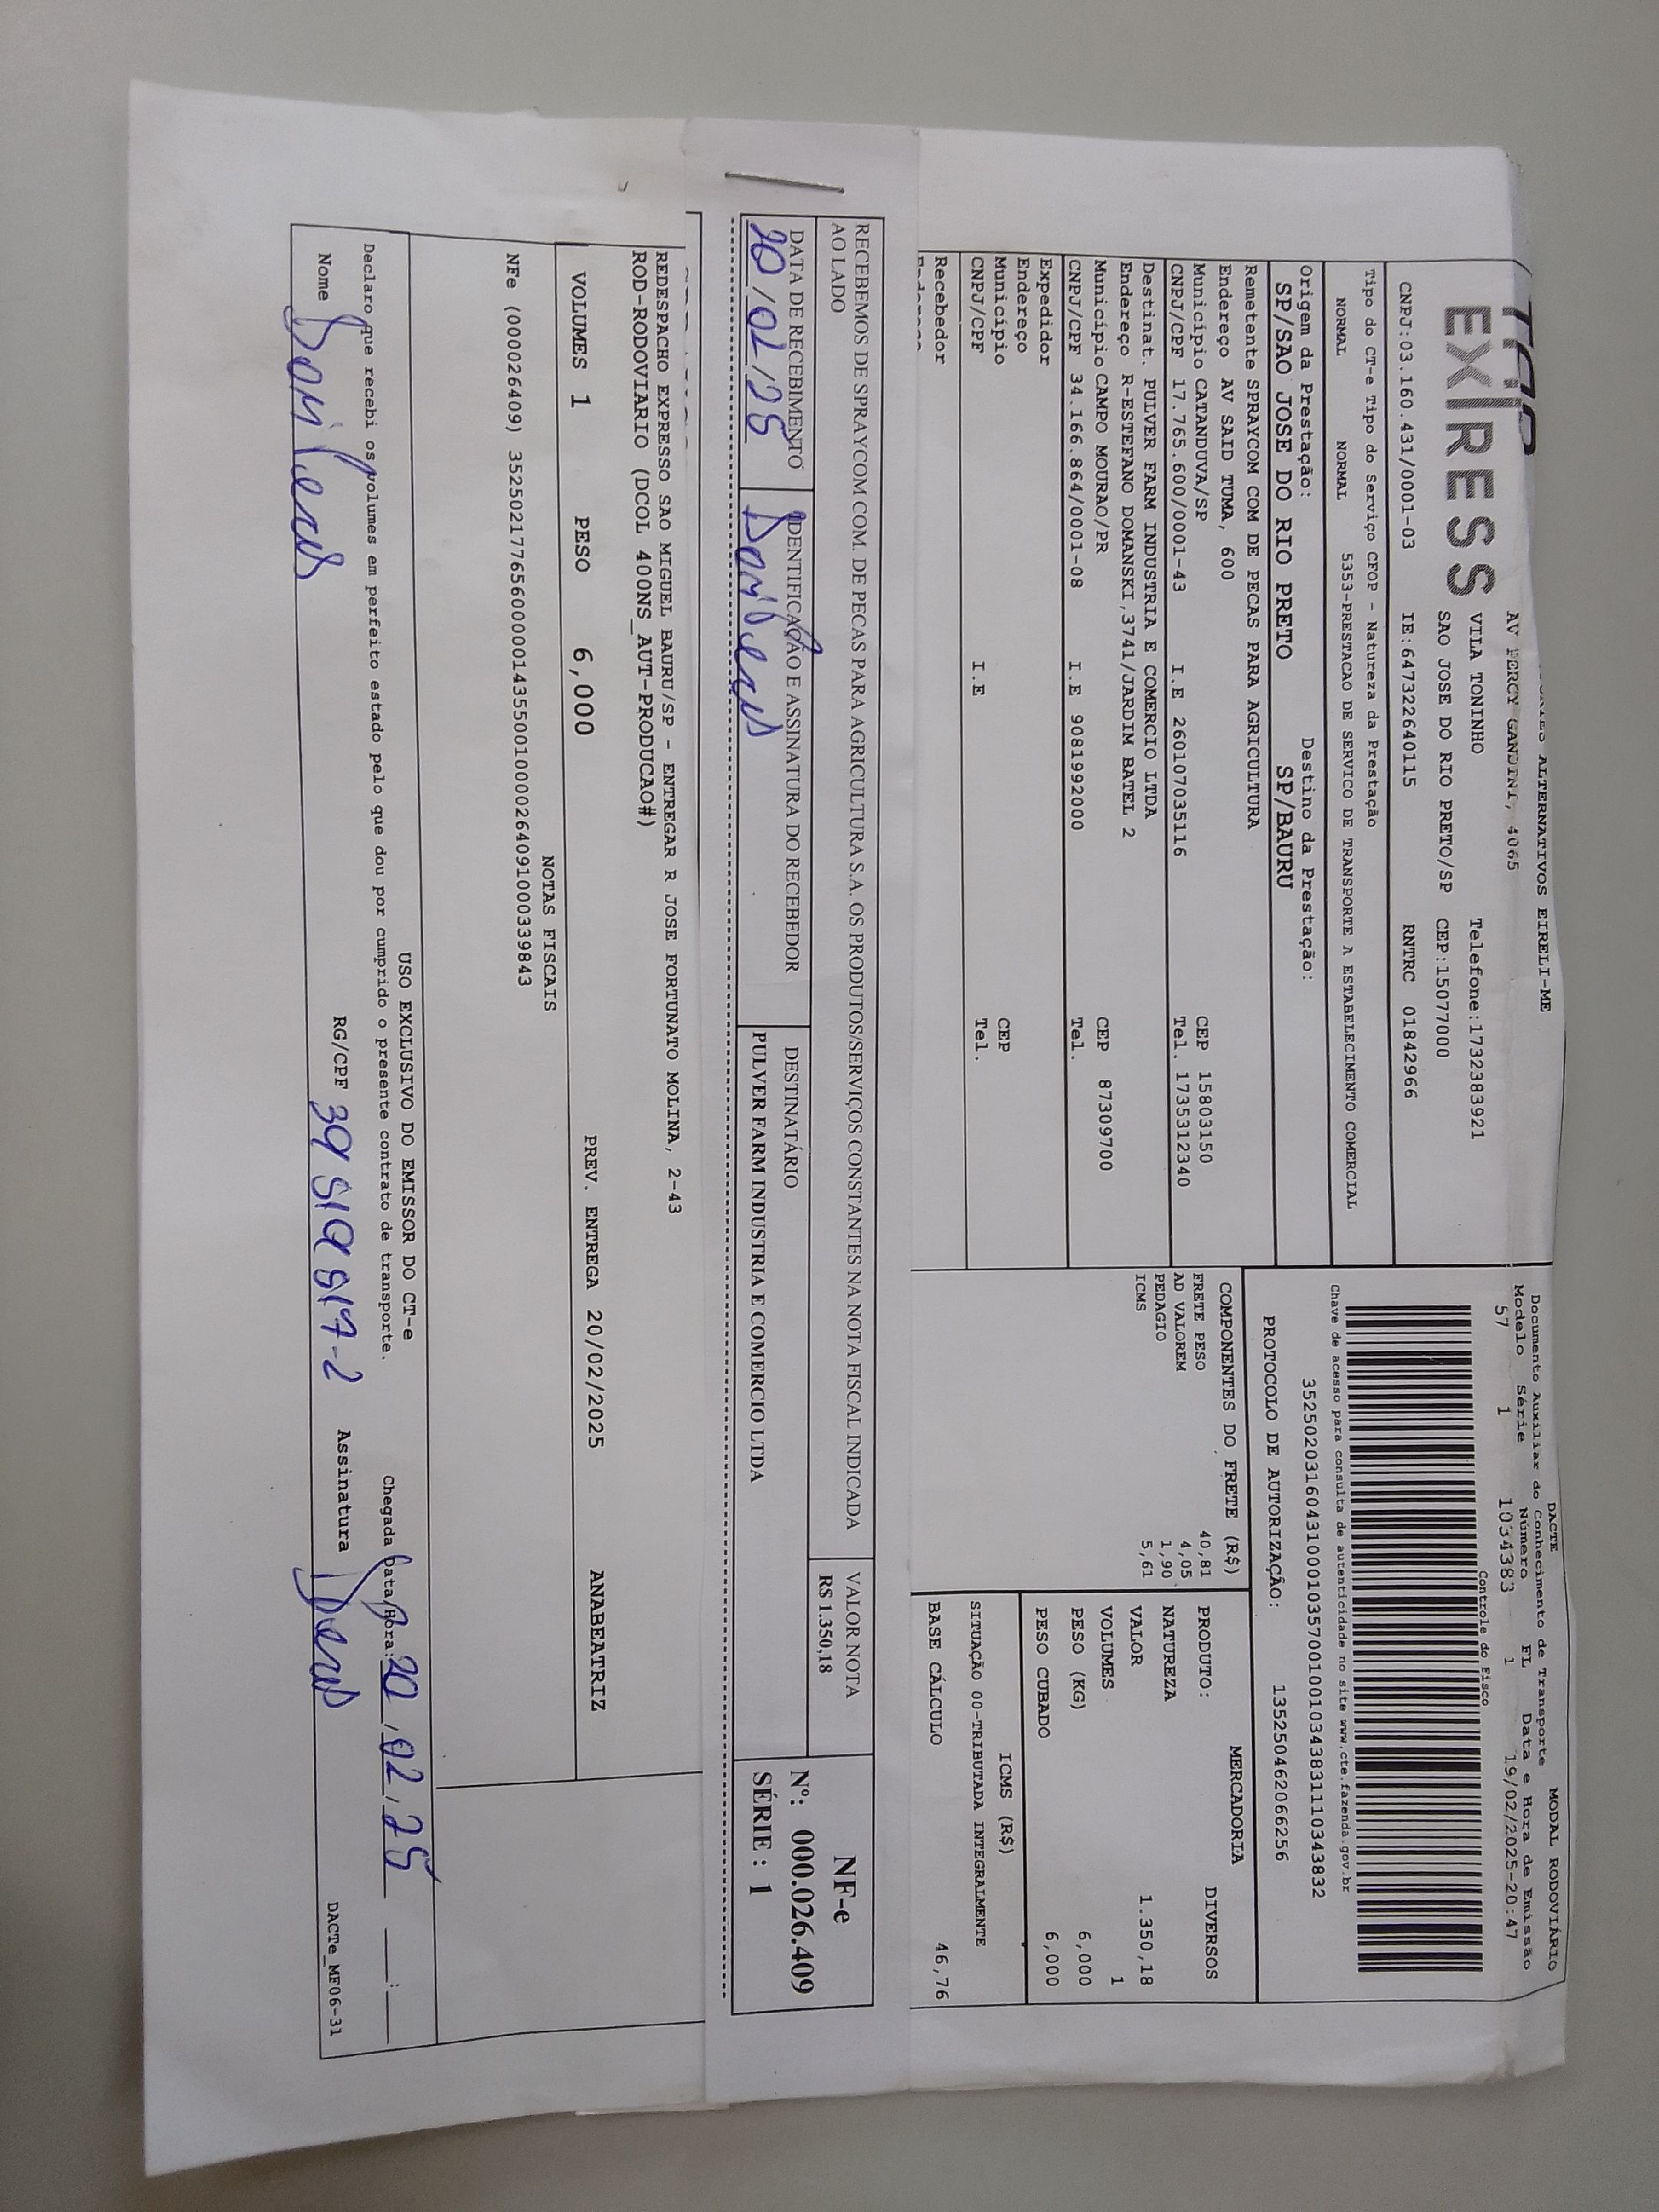 EXPRESS
ALTERNATIVOS EIRELI-ME
AV PERCY GANDINI, 4065
VILA TONINHO Telefone:1732383921
SAO JOSE DO RIO PRETO/SP CEP:15077000
CNPJ:03.160.431/0001-03 IE:647322640115 RNTRC 01842966
Tipo do CT-e Tipo do Serviço CFOP - Natureza da Prestação
NORMAL NORMAL 5353-PRESTACAO DE SERVICO DE TRANSPORTE A ESTABELECIMENTO COMERCIAL
Origem da Prestação: Destino da Prestação:
SP/SAO JOSE DO RIO PRETO SP/BAURU
Remetente SPRAYCOM COM DE PECAS PARA AGRICULTURA
Endereço AV SAID TUMA, 600
Município CATANDUVA/SP CEP 15803150
CNPJ/CPF 17.765.600/0001-43 I.E 260107035116 Tel. 1735312340
Destinat. PULVER FARM INDUSTRIA E COMERCIO LTDA
Endereço R-ESTEFANO DOMANSKI,3741/JARDIM BATEL 2
Município CAMPO MOURAO/PR CEP 87309700
CNPJ/CPF 34.166.864/0001-08 I.E 9081992000 Tel.
Expedidor
Endereço
Município CEP
CNPJ/CPF I.E Tel.
Recebedor
DACTE MODAL RODOVIÁRIO
Documento Auxiliar do Conhecimento de Transporte
Modelo Série Número FL Data e Hora de Emissão
57 1 1034383 1 19/02/2025-20:47
Controle do Fisco
Chave de acesso para consulta de autenticidade no site www.cte.fazenda.gov.br
35250203160431000103570010010343831110343832
PROTOCOLO DE AUTORIZAÇÃO: 135250462066256
COMPONENTES DO FRETE (R$)
FRETE PESO 40,81
AD VALOREM 4,05
PEDAGIO 1,90
ICMS 5,61
MERCADORIA
PRODUTO: DIVERSOS
NATUREZA
VALOR 1.350,18
VOLUMES 1
PESO (KG) 6,000
PESO CUBADO 6,000
ICMS (R$)
SITUAÇÃO 00-TRIBUTADA INTEGRALMENTE
BASE CÁLCULO 46,76
RECEBEMOS DE SPRAYCOM COM. DE PECAS PARA AGRICULTURA S.A. OS PRODUTOS/SERVIÇOS CONSTANTES NA NOTA FISCAL INDICADA
AO LADO
VALOR NOTA
R$ 1.350,18
NF-e
Nº: 000.026.409
SÉRIE : 1
DATA DE RECEBIMENTO
20/02/25
IDENTIFICAÇÃO E ASSINATURA DO RECEBEDOR
DESTINATÁRIO
PULVER FARM INDUSTRIA E COMERCIO LTDA
REDESPACHO EXPRESSO SAO MIGUEL BAURU/SP - ENTREGAR R JOSE FORTUNATO MOLINA, 2-43
ROD-RODOVIARIO (DCOL 400NS_AUT-PRODUCAO#)
VOLUMES 1 PESO 6,000 PREV. ENTREGA 20/02/2025 ANABEATRIZ
NOTAS FISCAIS
NFe (000026409) 35250217765600000143550010000264091000339843
USO EXCLUSIVO DO EMISSOR DO CT-e
Declaro que recebi os volumes em perfeito estado pelo que dou por cumprido o presente contrato de transporte.
Chegada Data/Hora: 20,02,25 __:__
Nome RG/CPF Assinatura
DACTe_MF06-31